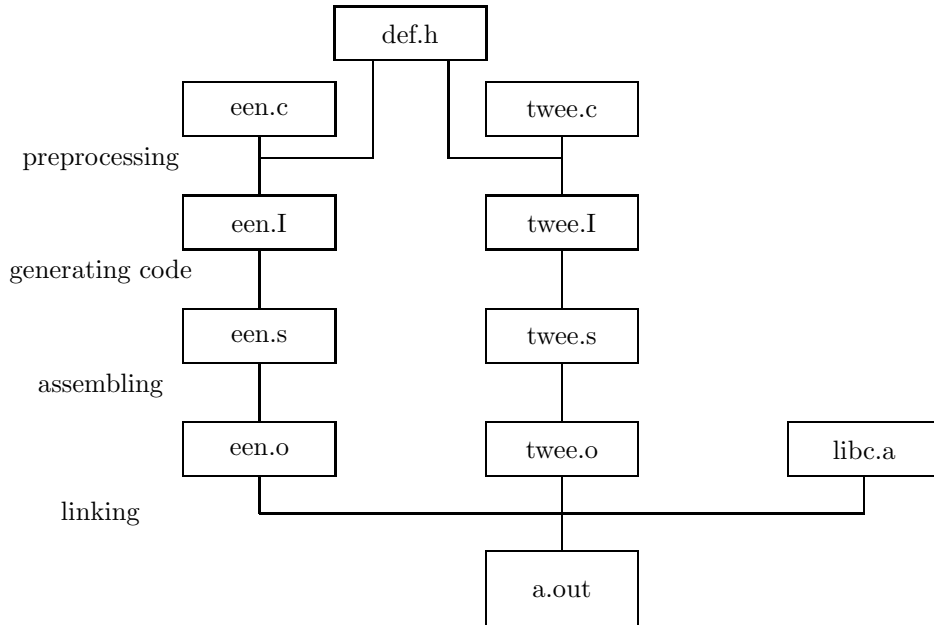 def.h
een.c
twee.c
preprocessing
een.I
twee.I
generating code
een.s
twee.s
assembling
een.o
twee.o
libc.a
linking
a.out